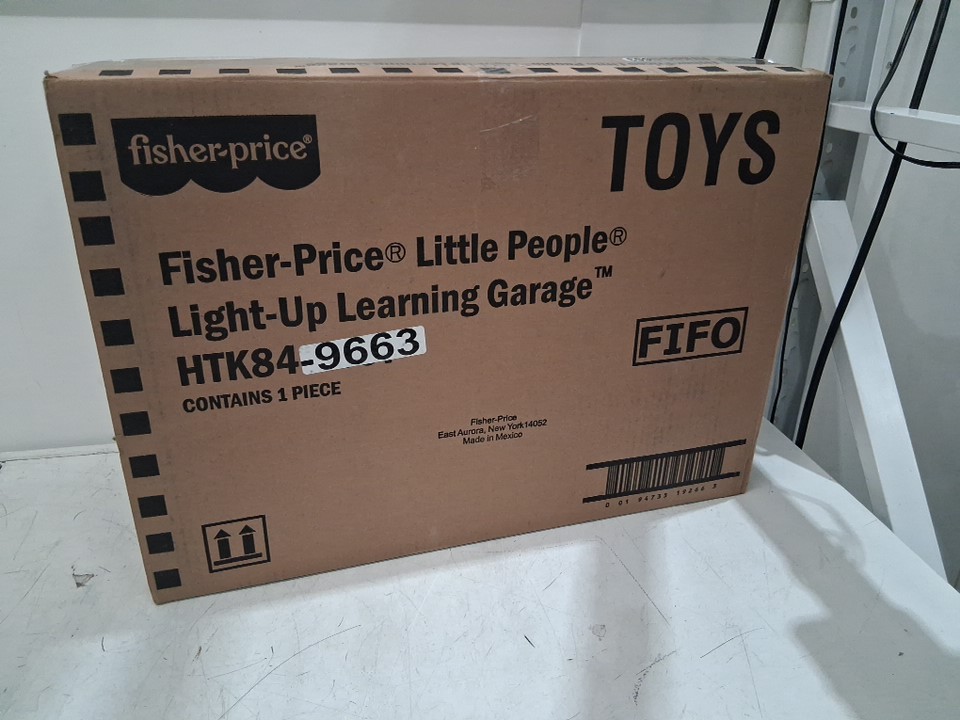 fisher-price®
TOYS
Fisher-Price® Little People®
Light-Up Learning Garage™
HTK84-9663
CONTAINS 1 PIECE
FIFO
Fisher-Price
East Aurora, New York14052
Made in Mexico